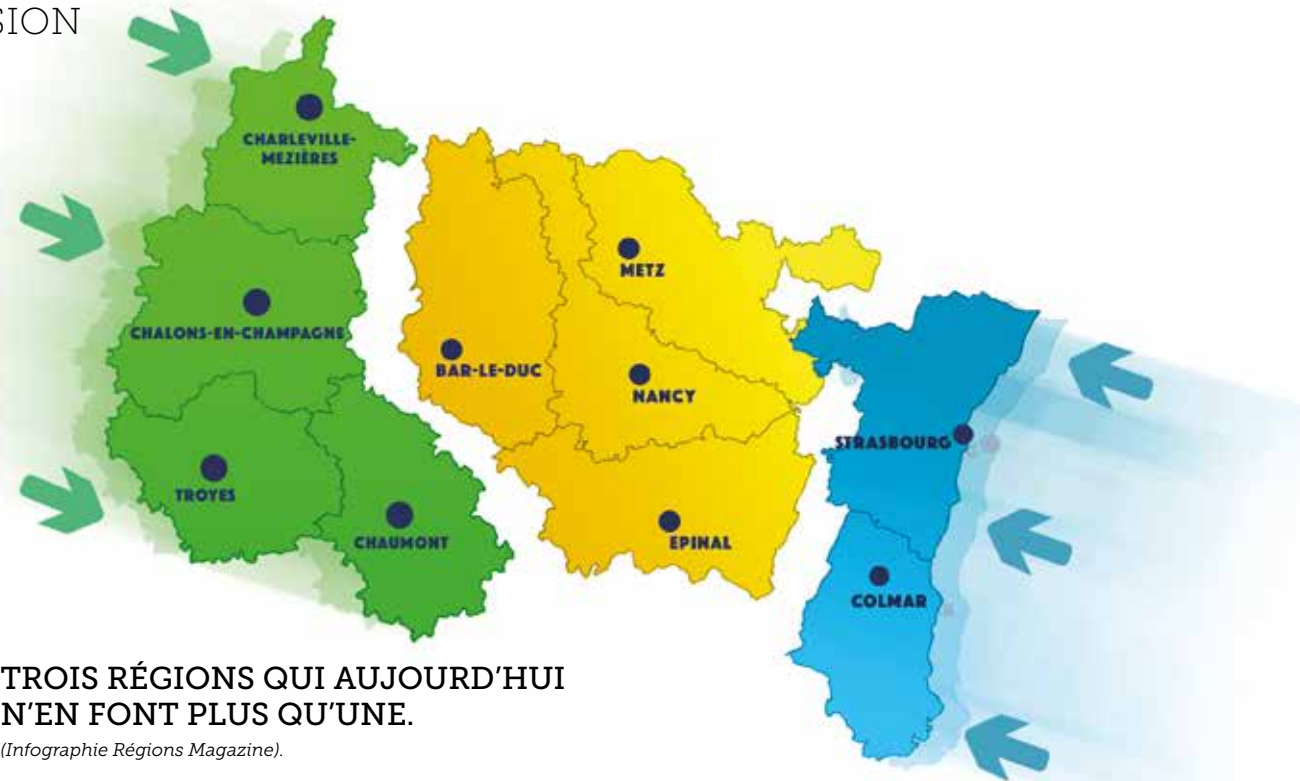 SION
CHARLEVILLE-
MEZIÈRES
METZ
CHALONS-EN-CHAMPAGNE
BAR-LE-DUC
NANCY
STRASBOURG
TROYES
CHAUMONT
EPINAL
COLMAR
TROIS RÉGIONS QUI AUJOURD'HUI
N'EN FONT PLUS QU'UNE.
(Infographie Régions Magazine).